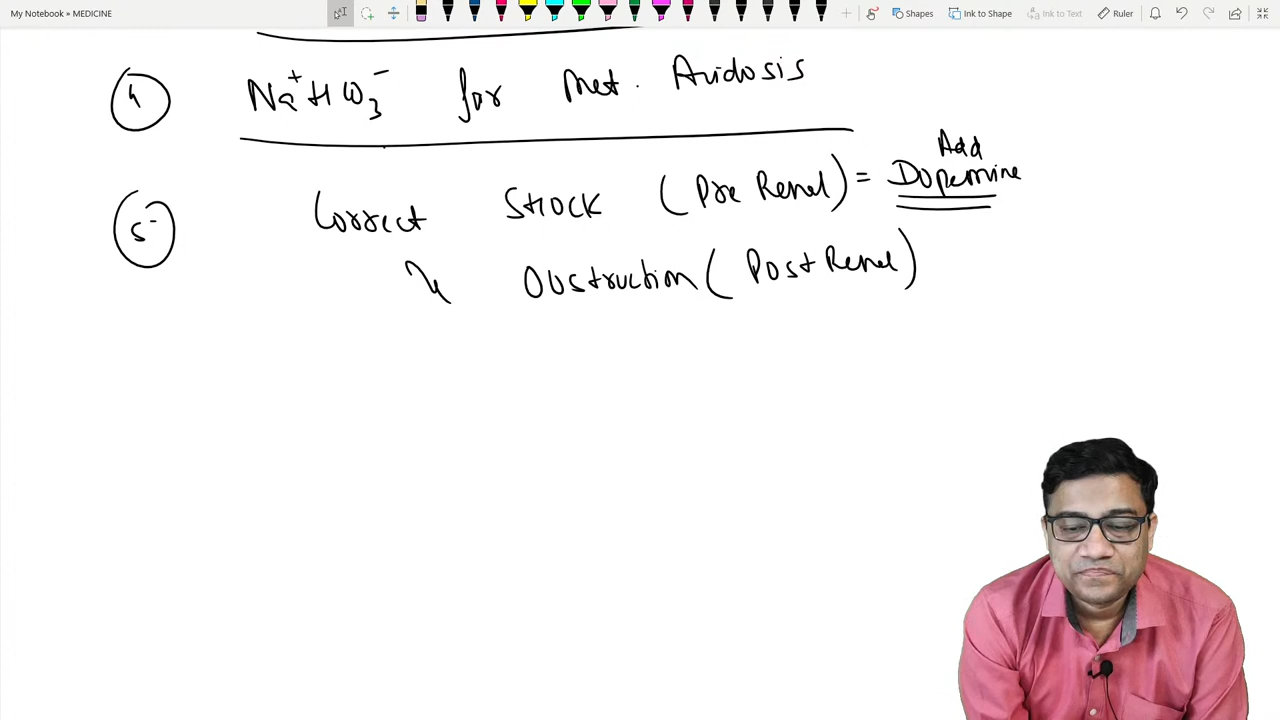 My Notebook » MEDICINE
Shapes Ink to Shape Ink to Text Ruler
4 Na+HCO3- for Met. Acidosis
5 Correct SHOCK (Pre Renal) = Add Dopamine
Obstruction (Post Renal)